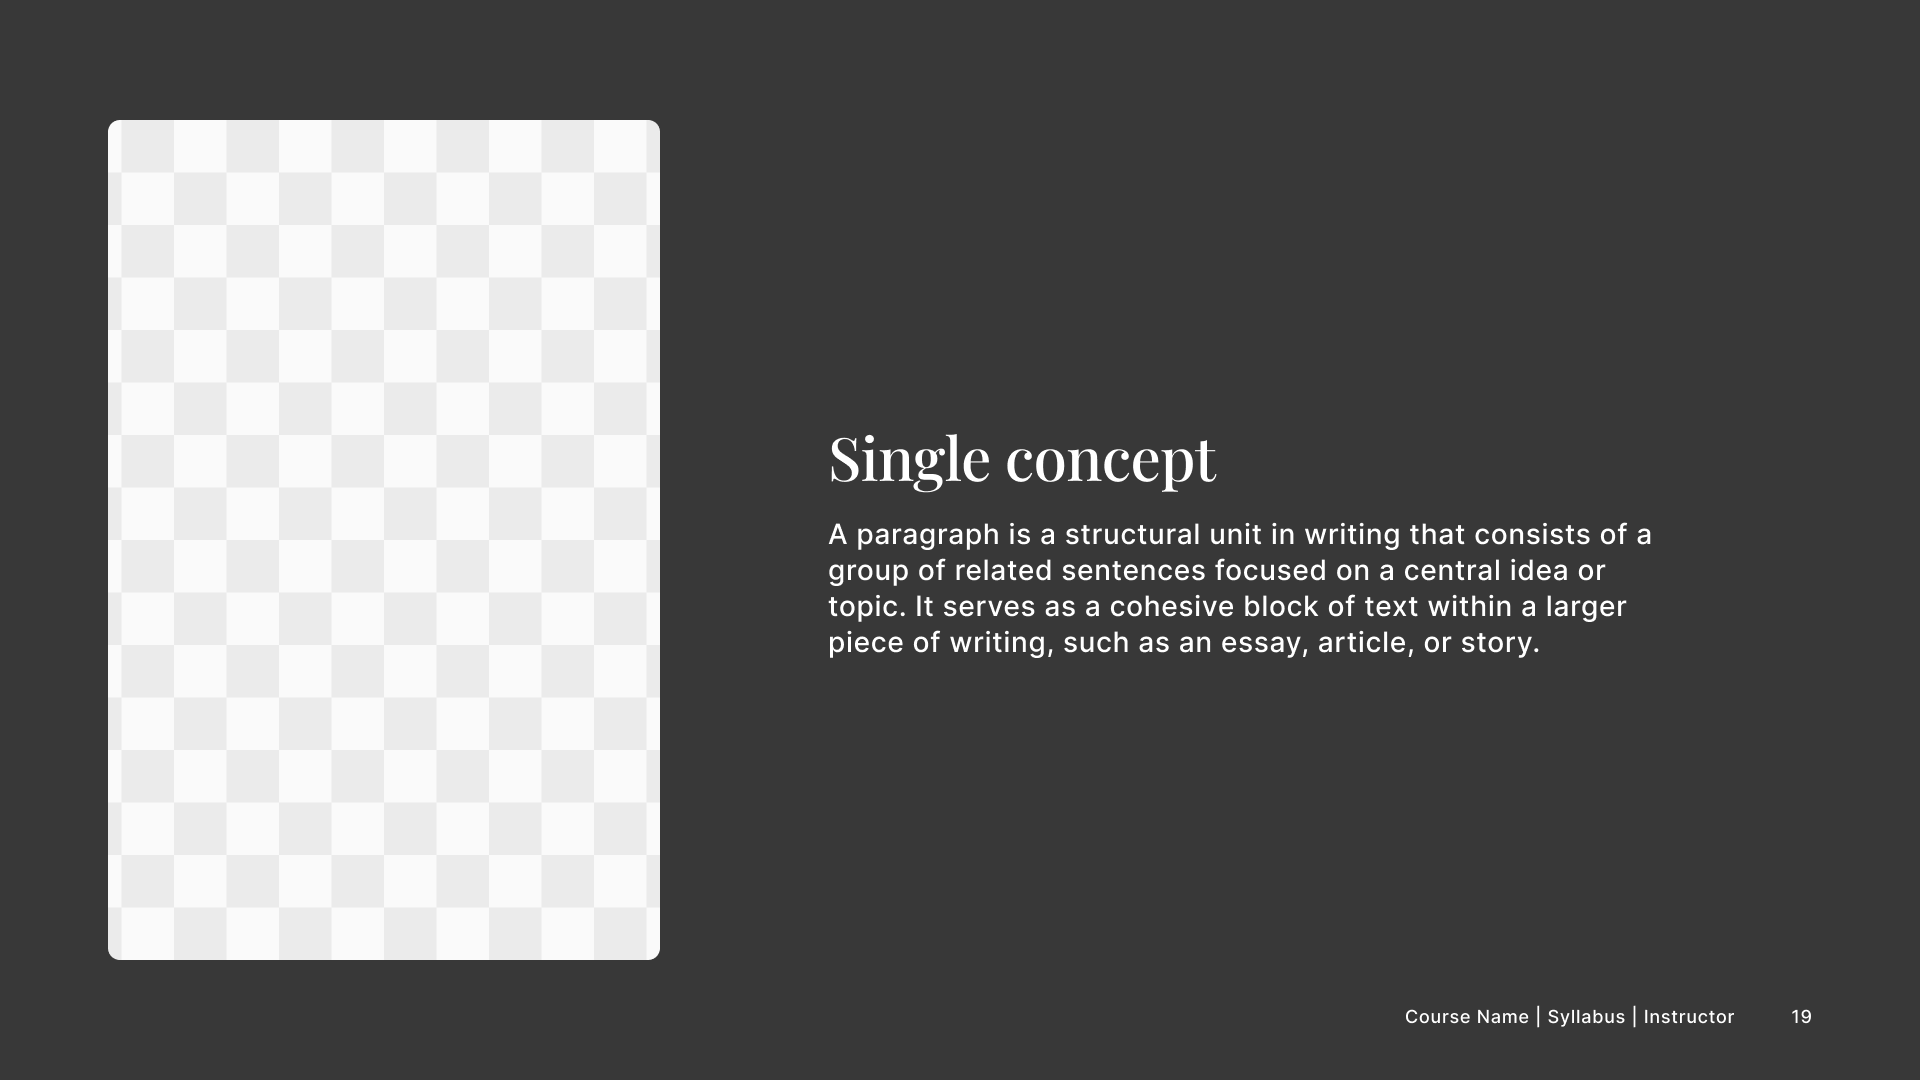 Single concept
A paragraph is a structural unit in writing that consists of a
group of related sentences focused on a central idea or
topic. It serves as a cohesive block of text within a larger
piece of writing, such as an essay, article, or story.
Course Name | Syllabus | Instructor 19